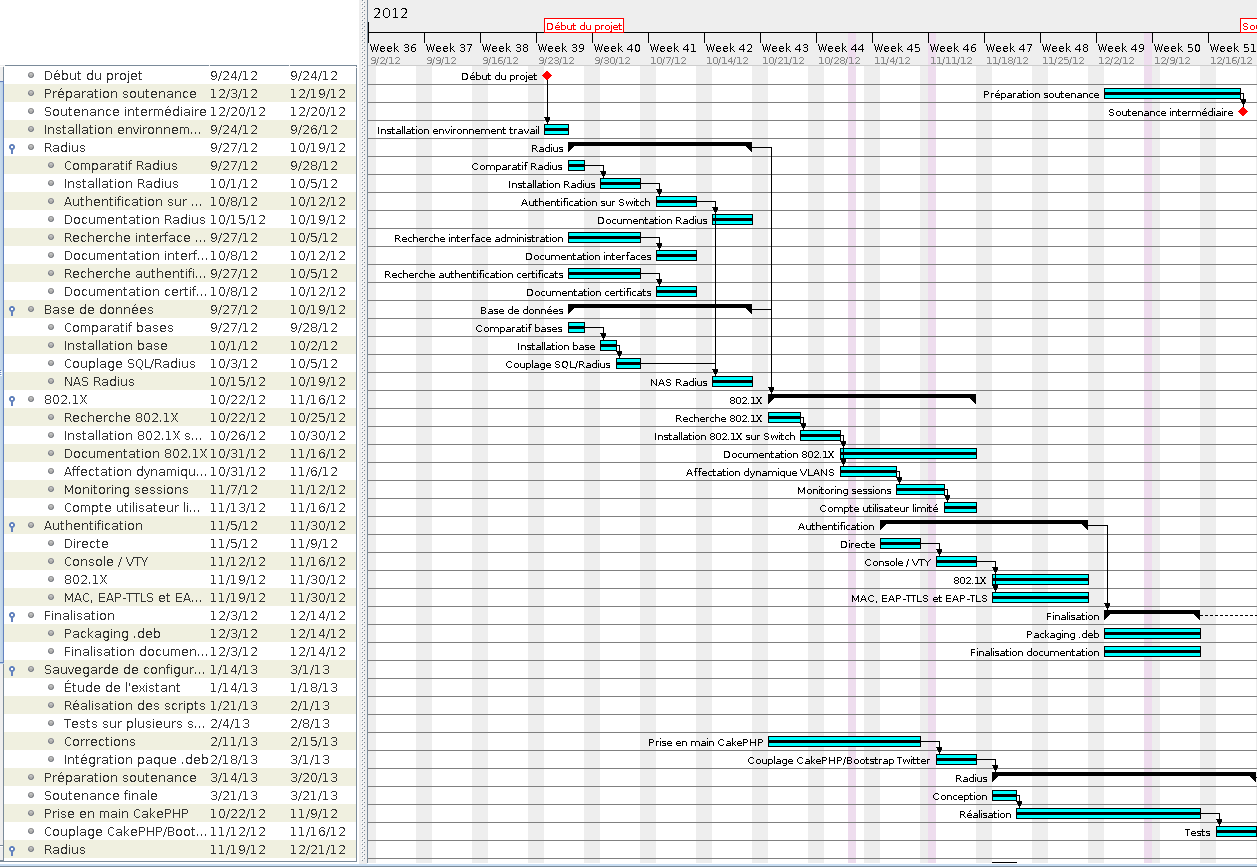 2012
Début du projet
Week 36 Week 37 Week 38 Week 39 Week 40 Week 41 Week 42 Week 43 Week 44 Week 45 Week 46 Week 47 Week 48 Week 49 Week 50 Week 51
9/2/12 9/9/12 9/16/12 9/23/12 9/30/12 10/7/12 10/14/12 10/21/12 10/28/12 11/4/12 11/11/12 11/18/12 11/25/12 12/2/12 12/9/12 12/16/12
Début du projet 9/24/12 9/24/12 Début du projet
Préparation soutenance 12/3/12 12/19/12 Préparation soutenance
Soutenance intermédiaire 12/20/12 12/20/12 Soutenance intermédiaire
Installation environnem... 9/24/12 9/26/12 Installation environnement travail
Radius 9/27/12 10/19/12 Radius
Comparatif Radius 9/27/12 9/28/12 Comparatif Radius
Installation Radius 10/1/12 10/5/12 Installation Radius
Authentification sur ... 10/8/12 10/12/12 Authentification sur Switch
Documentation Radius 10/15/12 10/19/12 Documentation Radius
Recherche interface ... 9/27/12 10/5/12 Recherche interface administration
Documentation interf... 10/8/12 10/12/12 Documentation interfaces
Recherche authentifi... 9/27/12 10/5/12 Recherche authentification certificats
Documentation certif... 10/8/12 10/12/12 Documentation certificats
Base de données 9/27/12 10/19/12 Base de données
Comparatif bases 9/27/12 9/28/12 Comparatif bases
Installation base 10/1/12 10/2/12 Installation base
Couplage SQL/Radius 10/3/12 10/5/12 Couplage SQL/Radius
NAS Radius 10/15/12 10/19/12 NAS Radius
802.1X 10/22/12 11/16/12 802.1X
Recherche 802.1X 10/22/12 10/25/12 Recherche 802.1X
Installation 802.1X s... 10/26/12 10/30/12 Installation 802.1X sur Switch
Documentation 802.1X 10/31/12 11/16/12 Documentation 802.1X
Affectation dynamiqu... 10/31/12 11/6/12 Affectation dynamique VLANS
Monitoring sessions 11/7/12 11/12/12 Monitoring sessions
Compte utilisateur li... 11/13/12 11/16/12 Compte utilisateur limité
Authentification 11/5/12 11/30/12 Authentification
Directe 11/5/12 11/9/12 Directe
Console / VTY 11/12/12 11/16/12 Console / VTY
802.1X 11/19/12 11/30/12 802.1X
MAC, EAP-TTLS et EA... 11/19/12 11/30/12 MAC, EAP-TTLS et EAP-TLS
Finalisation 12/3/12 12/14/12 Finalisation
Packaging .deb 12/3/12 12/14/12 Packaging .deb
Finalisation documen... 12/3/12 12/14/12 Finalisation documentation
Sauvegarde de configur... 1/14/13 3/1/13
Étude de l'existant 1/14/13 1/18/13
Réalisation des scripts 1/21/13 2/1/13
Tests sur plusieurs s... 2/4/13 2/8/13
Corrections 2/11/13 2/15/13 Prise en main CakePHP
Intégration paque .deb 2/18/13 3/1/13 Couplage CakePHP/Bootstrap Twitter
Préparation soutenance 3/14/13 3/20/13 Radius
Soutenance finale 3/21/13 3/21/13 Conception
Prise en main CakePHP 10/22/12 11/9/12 Réalisation
Couplage CakePHP/Boot... 11/12/12 11/16/12 Tests
Radius 11/19/12 12/21/12